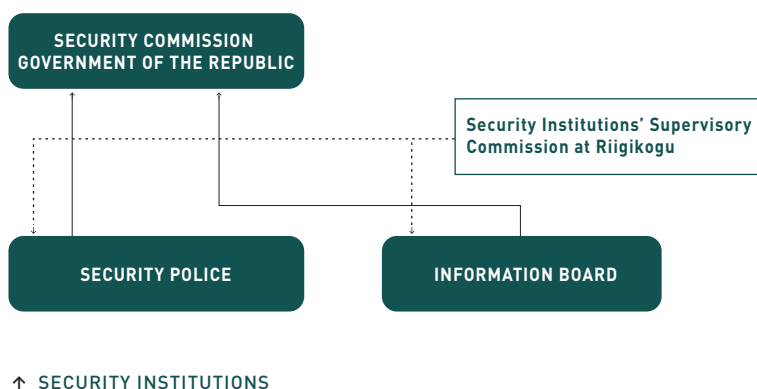 SECURITY COMMISSION
GOVERNMENT OF THE REPUBLIC
Security Institutions’ Supervisory
Commission at Riigikogu
SECURITY POLICE
INFORMATION BOARD
↑ SECURITY INSTITUTIONS